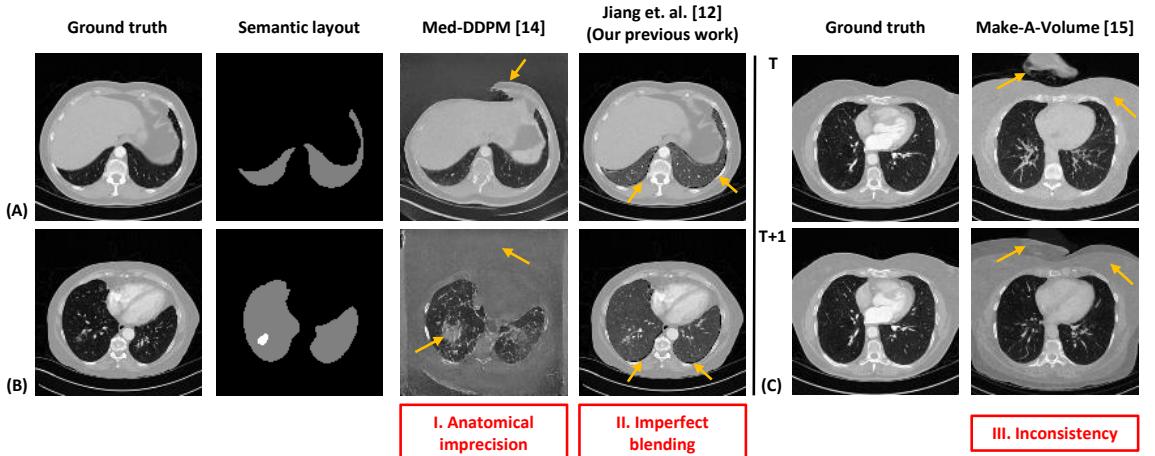 Ground truth
Semantic layout
Med-DDPM [14]
Jiang et. al. [12]
(Our previous work)
Ground truth
Make-A-Volume [15]
T
(A)
T+1
(B)
(C)
I. Anatomical
imprecision
II. Imperfect
blending
III. Inconsistency